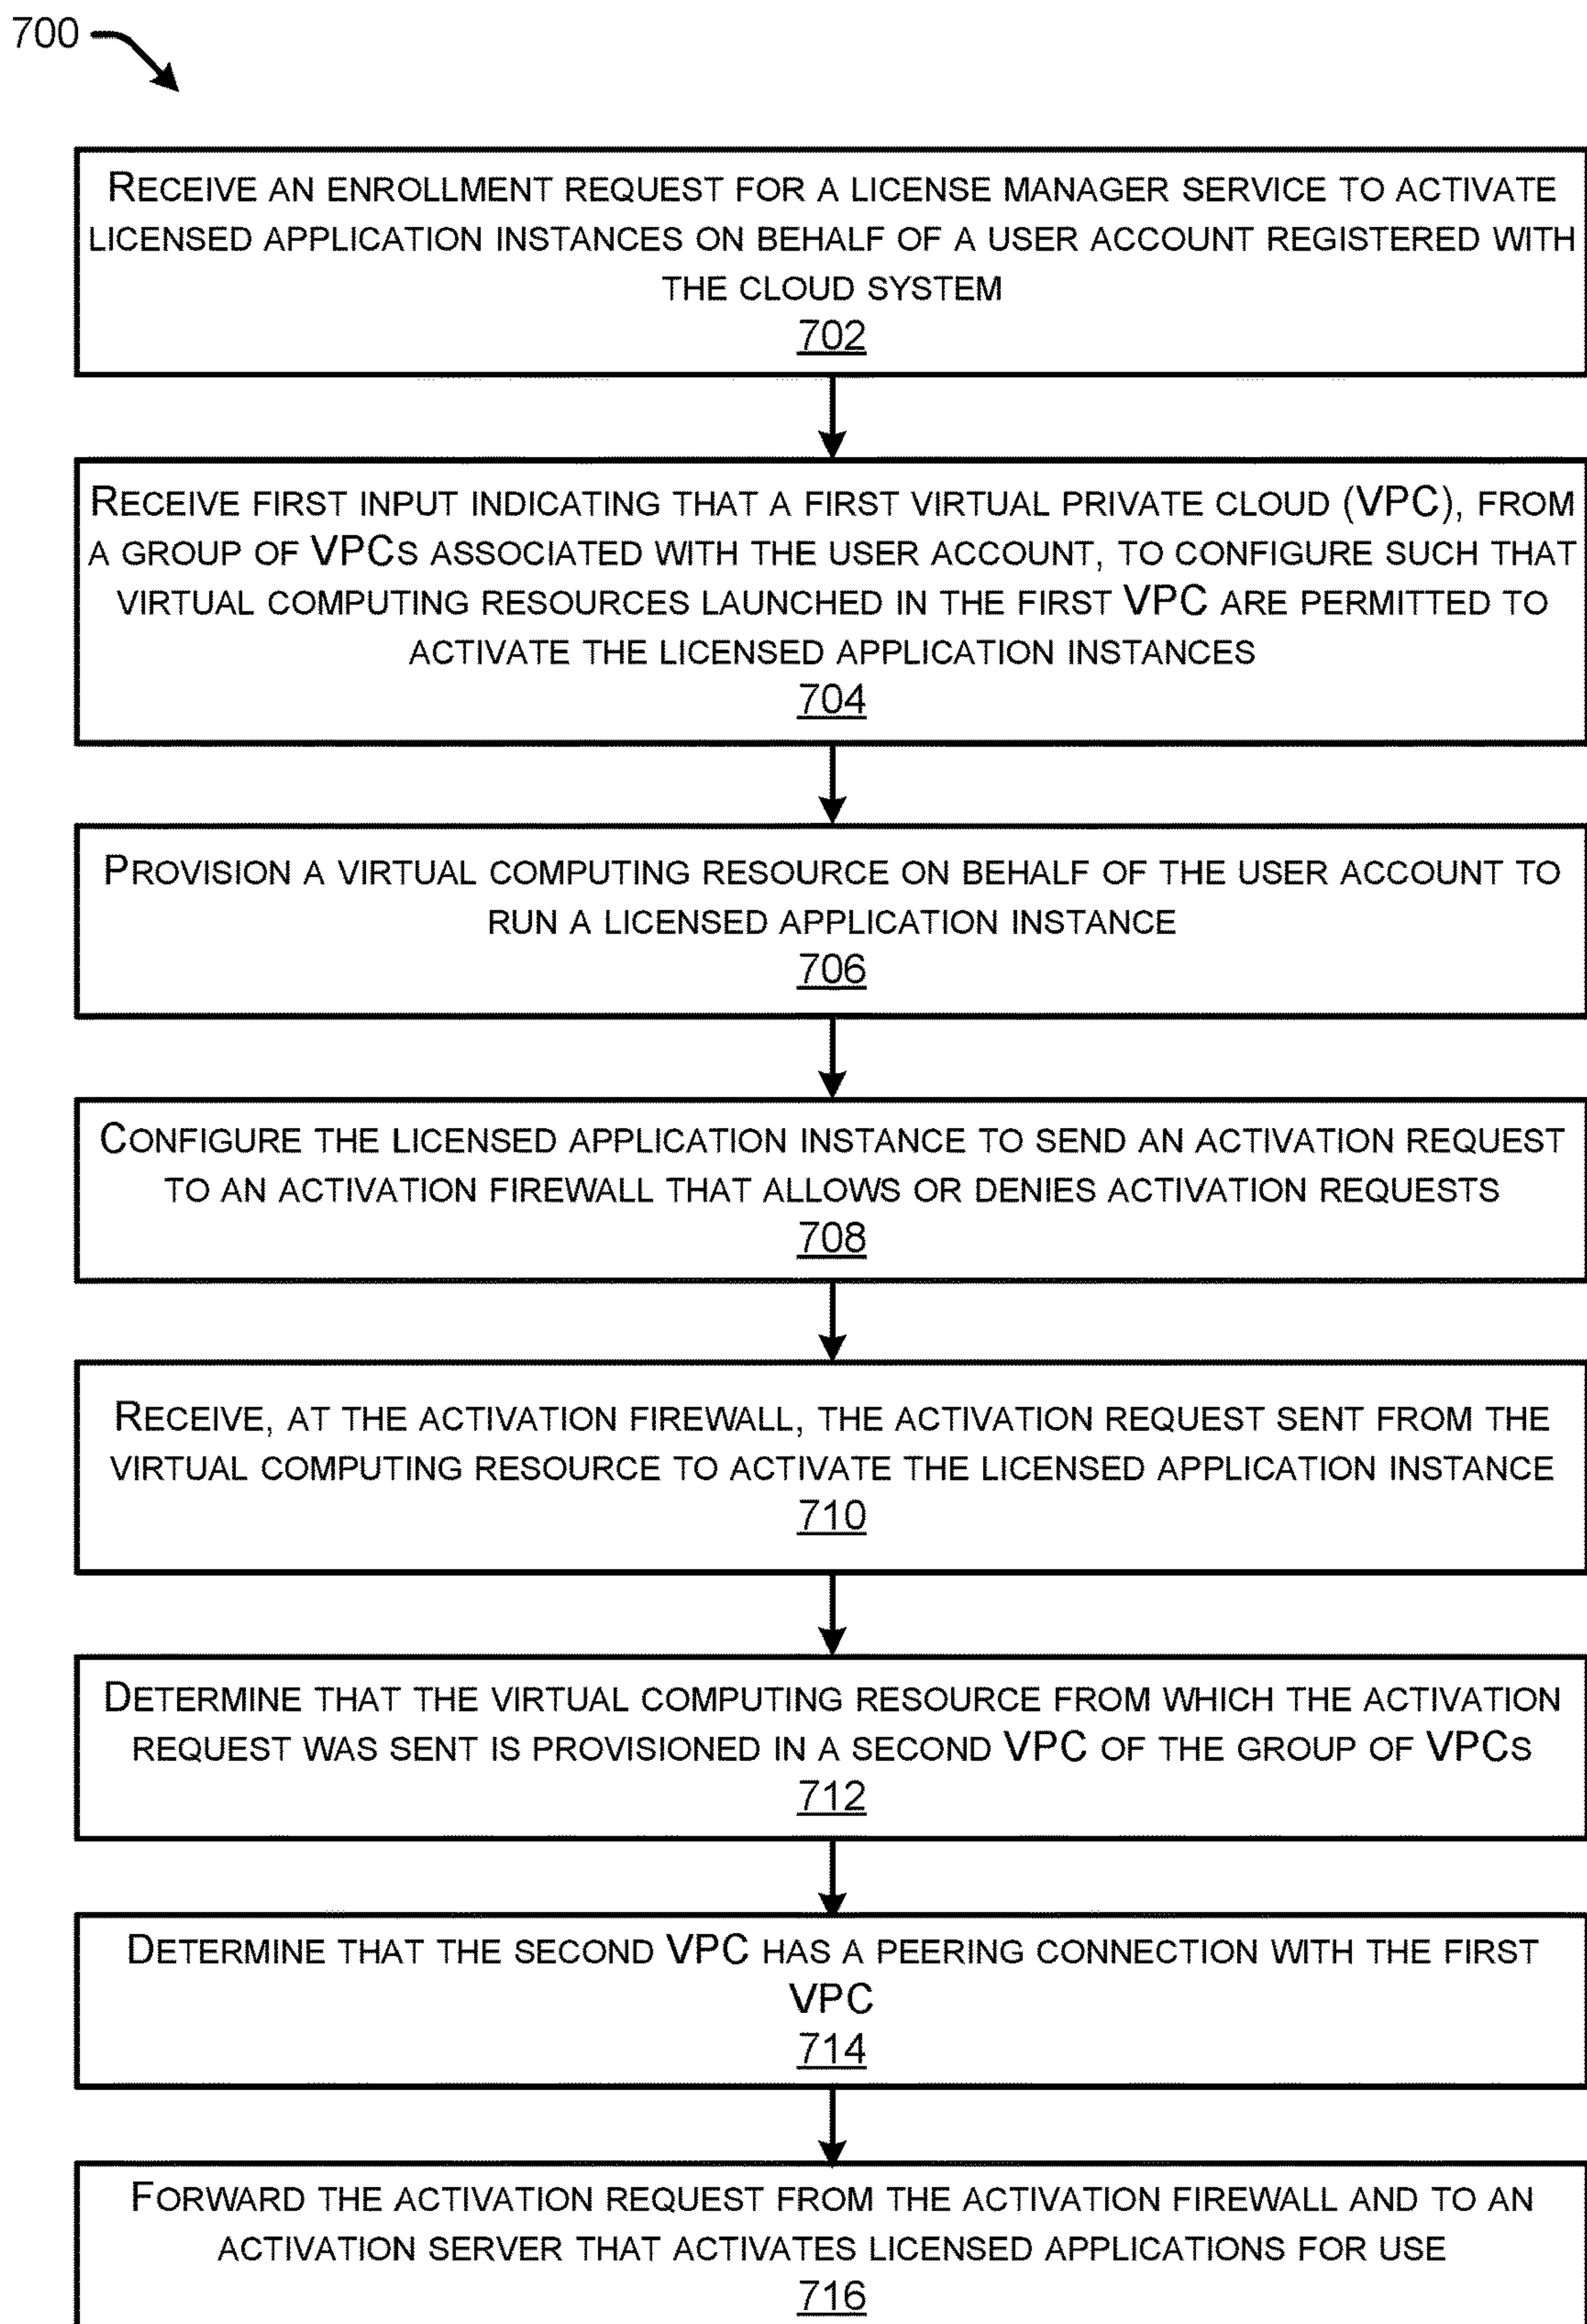 700
RECEIVE AN ENROLLMENT REQUEST FOR A LICENSE MANAGER SERVICE TO ACTIVATE
LICENSED APPLICATION INSTANCES ON BEHALF OF A USER ACCOUNT REGISTERED WITH
THE CLOUD SYSTEM
702
RECEIVE FIRST INPUT INDICATING THAT A FIRST VIRTUAL PRIVATE CLOUD (VPC), FROM
A GROUP OF VPCS ASSOCIATED WITH THE USER ACCOUNT, TO CONFIGURE SUCH THAT
VIRTUAL COMPUTING RESOURCES LAUNCHED IN THE FIRST VPC ARE PERMITTED TO
ACTIVATE THE LICENSED APPLICATION INSTANCES
704
PROVISION A VIRTUAL COMPUTING RESOURCE ON BEHALF OF THE USER ACCOUNT TO
RUN A LICENSED APPLICATION INSTANCE
706
CONFIGURE THE LICENSED APPLICATION INSTANCE TO SEND AN ACTIVATION REQUEST
TO AN ACTIVATION FIREWALL THAT ALLOWS OR DENIES ACTIVATION REQUESTS
708
RECEIVE, AT THE ACTIVATION FIREWALL, THE ACTIVATION REQUEST SENT FROM THE
VIRTUAL COMPUTING RESOURCE TO ACTIVATE THE LICENSED APPLICATION INSTANCE
710
DETERMINE THAT THE VIRTUAL COMPUTING RESOURCE FROM WHICH THE ACTIVATION
REQUEST WAS SENT IS PROVISIONED IN A SECOND VPC OF THE GROUP OF VPCS
712
DETERMINE THAT THE SECOND VPC HAS A PEERING CONNECTION WITH THE FIRST
VPC
714
FORWARD THE ACTIVATION REQUEST FROM THE ACTIVATION FIREWALL AND TO AN
ACTIVATION SERVER THAT ACTIVATES LICENSED APPLICATIONS FOR USE
716